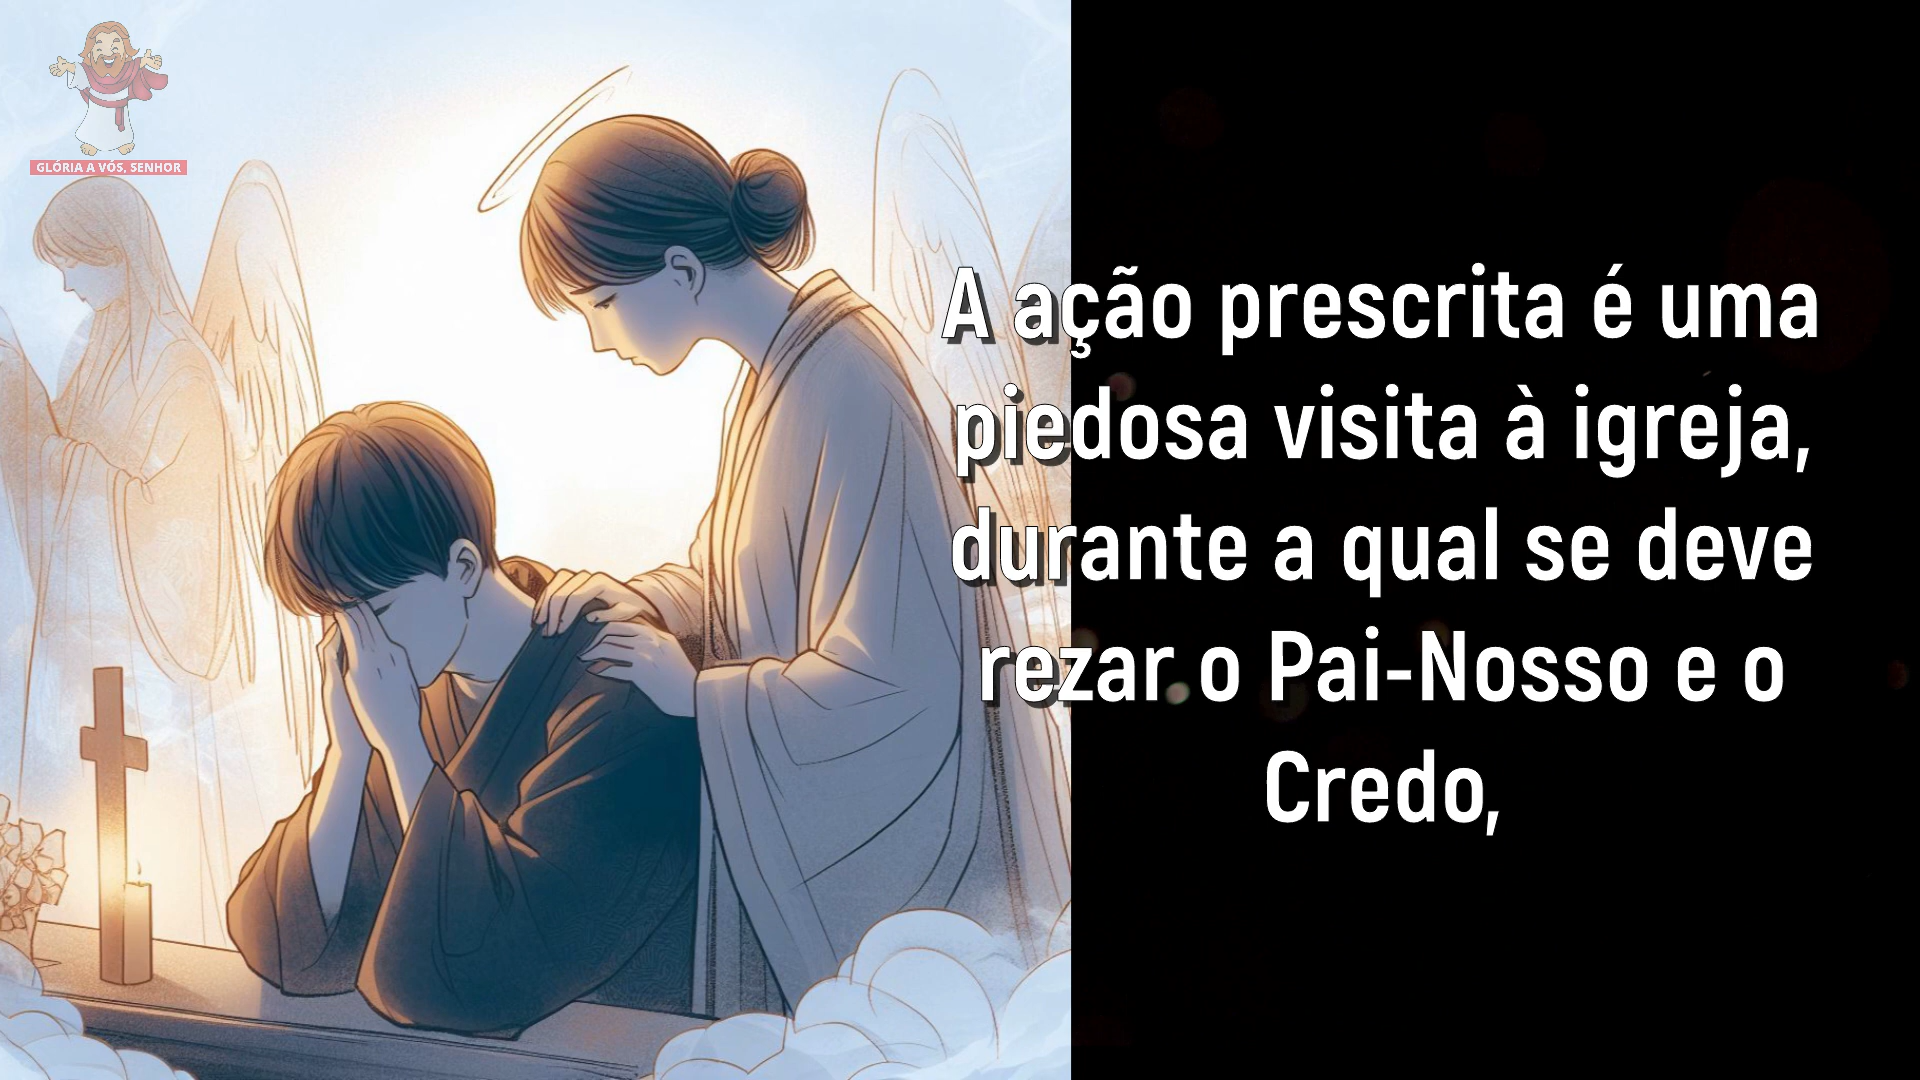 GLÓRIA A VÓS, SENHOR
A ação prescrita é uma
piedosa visita à igreja,
durante a qual se deve
rezar o Pai-Nosso e o
Credo,